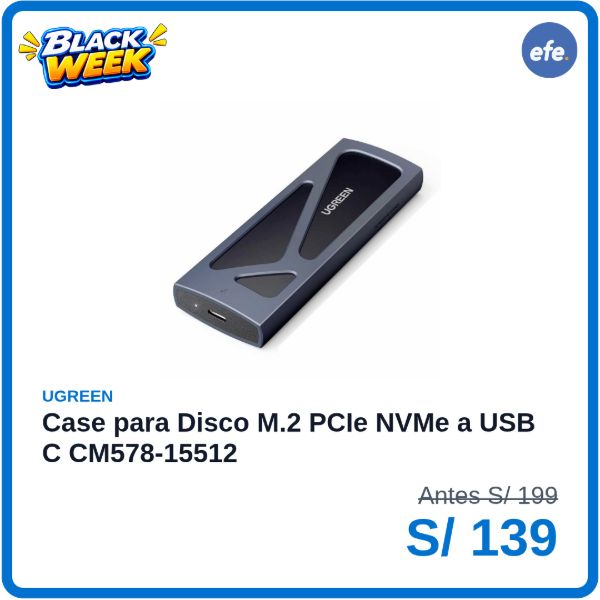 BLACK
WEEK
efe.
UGREEN
UGREEN
Case para Disco M.2 PCIe NVMe a USB
C CM578-15512
Antes S/ 199
S/ 139